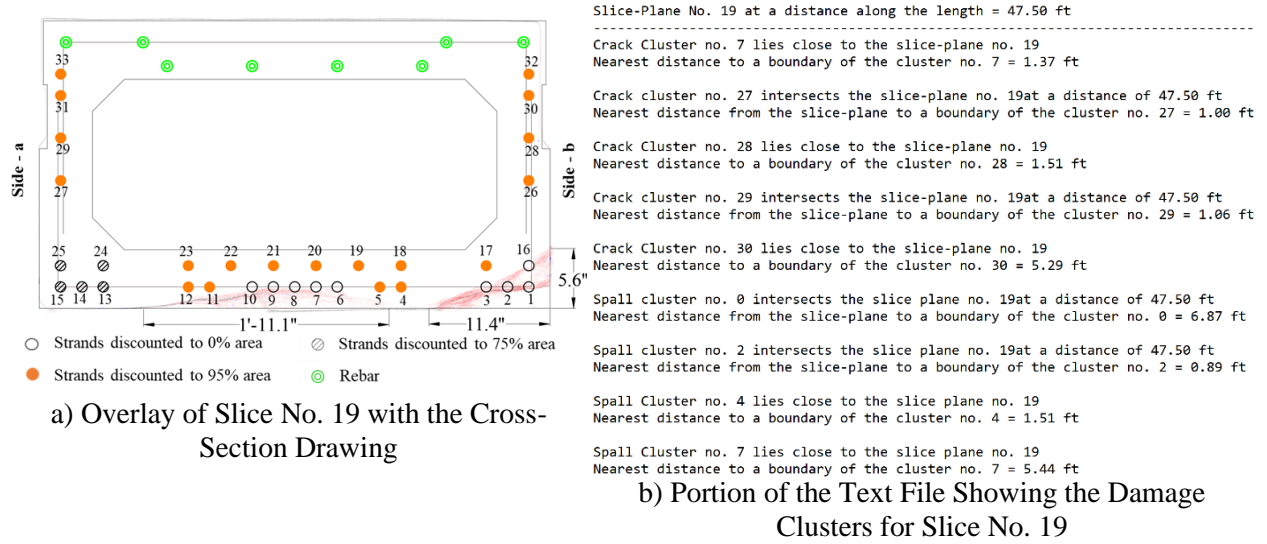 33
32
31
30
29
28
27
26
Side - a
Side - b
25
24
23
22
21
20
19
18
17
16
15
14
13
12
11
10
9
8
7
6
5
4
3
2
1
5.6"
1'-11.1"
11.4"
Strands discounted to 0% area
Strands discounted to 75% area
Strands discounted to 95% area
Rebar
a) Overlay of Slice No. 19 with the Cross-
Section Drawing
Slice-Plane No. 19 at a distance along the length = 47.50 ft
--------------------------------------------------------------------------------
Crack Cluster no. 7 lies close to the slice-plane no. 19
Nearest distance to a boundary of the cluster no. 7 = 1.37 ft
Crack cluster no. 27 intersects the slice-plane no. 19at a distance of 47.50 ft
Nearest distance from the slice-plane to a boundary of the cluster no. 27 = 1.00 ft
Crack Cluster no. 28 lies close to the slice-plane no. 19
Nearest distance to a boundary of the cluster no. 28 = 1.51 ft
Crack cluster no. 29 intersects the slice-plane no. 19at a distance of 47.50 ft
Nearest distance from the slice-plane to a boundary of the cluster no. 29 = 1.06 ft
Crack Cluster no. 30 lies close to the slice-plane no. 19
Nearest distance to a boundary of the cluster no. 30 = 5.29 ft
Spall cluster no. 0 intersects the slice plane no. 19at a distance of 47.50 ft
Nearest distance from the slice-plane to a boundary of the cluster no. 0 = 6.87 ft
Spall cluster no. 2 intersects the slice plane no. 19at a distance of 47.50 ft
Nearest distance from the slice-plane to a boundary of the cluster no. 2 = 0.89 ft
Spall Cluster no. 4 lies close to the slice plane no. 19
Nearest distance to a boundary of the cluster no. 4 = 1.51 ft
Spall Cluster no. 7 lies close to the slice plane no. 19
Nearest distance to a boundary of the cluster no. 7 = 5.44 ft
b) Portion of the Text File Showing the Damage
Clusters for Slice No. 19